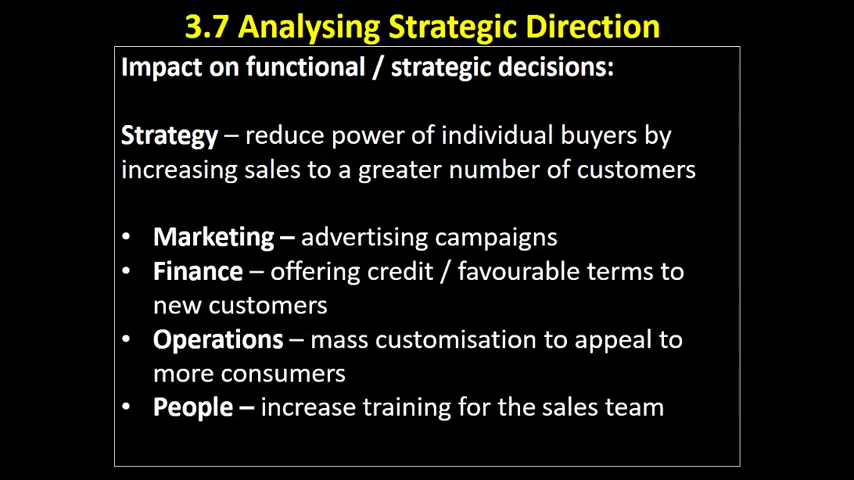 3.7 Analysing Strategic Direction
Impact on functional / strategic decisions:
Strategy – reduce power of individual buyers by
increasing sales to a greater number of customers
• Marketing – advertising campaigns
• Finance – offering credit / favourable terms to
new customers
• Operations – mass customisation to appeal to
more consumers
• People – increase training for the sales team